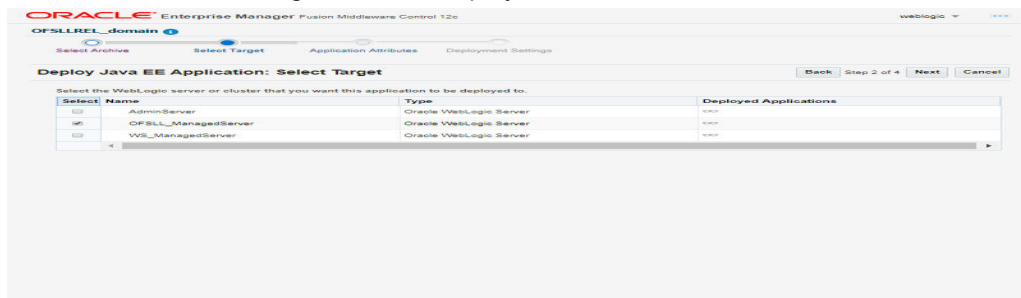 ORACLE Enterprise Manager Fusion Middleware Control 12c weblogic
OFSLLREL_domain
Select Archive Select Target Application Attributes Deployment Settings
Deploy Java EE Application: Select Target Back Step 2 of 4 Next Cancel
Select the WebLogic server or cluster that you want this application to be deployed to.
Select Name Type Deployed Applications
AdminServer Oracle WebLogic Server
OFSLL_ManagedServer Oracle WebLogic Server
WS_ManagedServer Oracle WebLogic Server